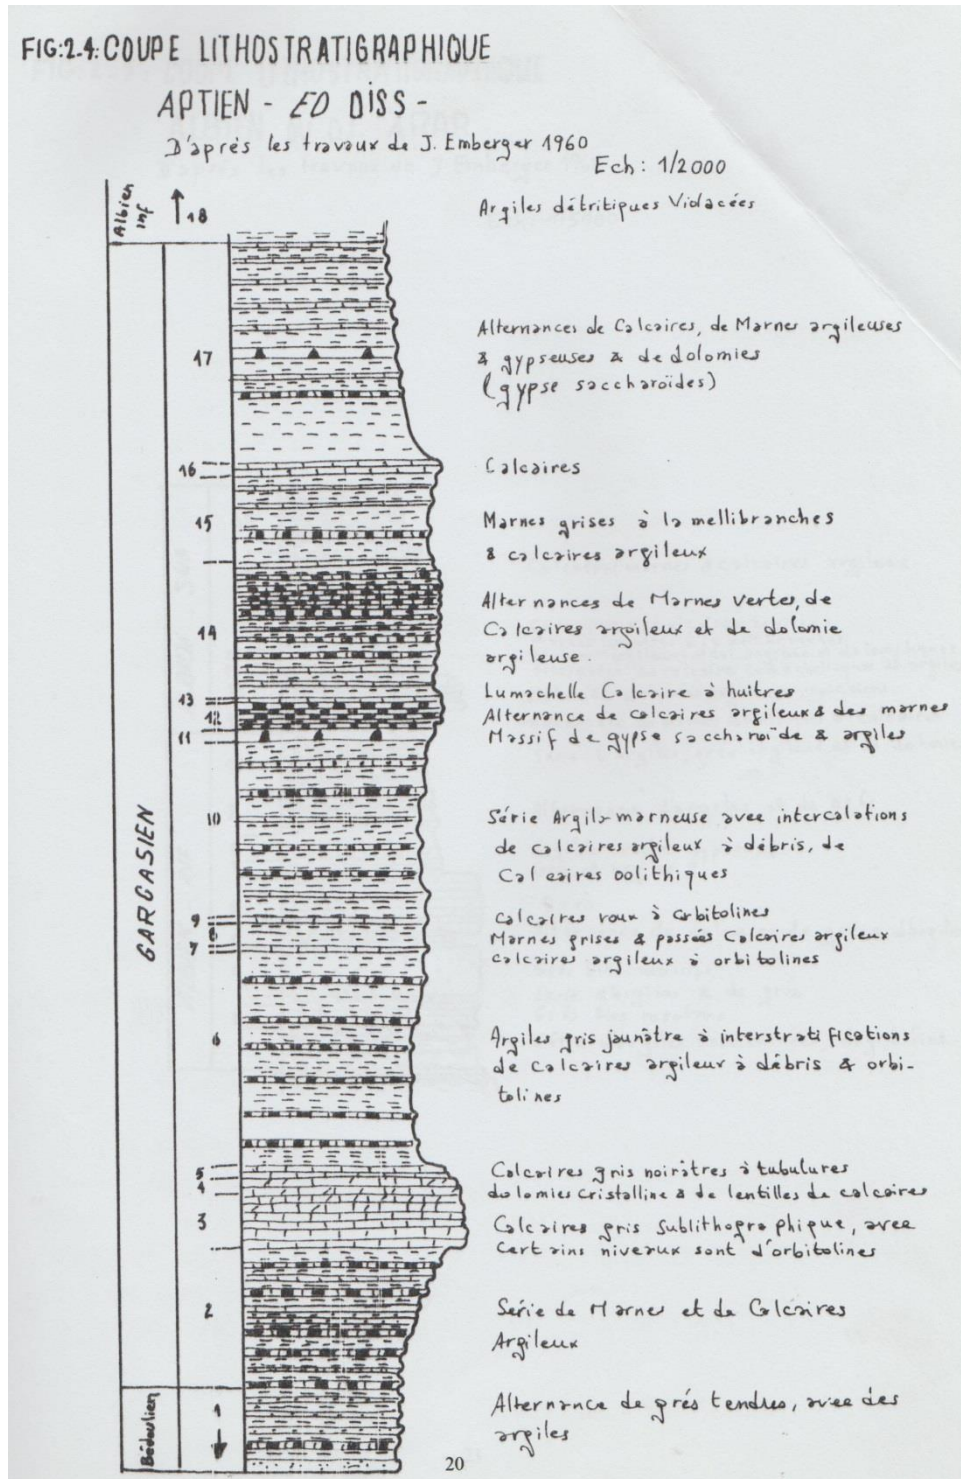 FIG:2.4: COUPE LITHOSTRATIGRAPHIQUE
APTIEN - ED DISS -
D'aprés les travaux de J. Emberger 1960
Ech: 1/2000
Albien inf
18
Argiles détritiques Violacées
17
Alternances de Calcaires, de Marnes argileuses
& gypseuses & de dolomies
(gypse saccharoïdes)
16
Calcaires
15
Marnes grises à la mellibranches
& calcaires argileux
14
Alternances de Marnes vertes, de
Calcaires argileux et de dolomie
argileuse.
13
Lumachelle Calcaire à huitres
12
Alternance de calcaires argileux & des marnes
11
Massif de gypse saccharoïde & argiles
GARGASIEN
10
Série Argilo-marneuse avec intercalations
de calcaires argileux à débris, de
Calcaires oolithiques
9
Calcaires roux à orbitolines
8
Marnes grises & passées Calcaires argileux
7
Calcaires argileux à orbitolines
6
Argiles gris jaunâtre à interstratifications
de Calcaires argileux à débris & orbi-
tolines
5
Calcaires gris noirâtres à tubulures
4
dolomies cristalline & de lentilles de calcaires
3
Calcaires gris sublithographique, avec
certains niveaux sont d'orbitolines
2
Série de Marnes et de Calcaires
Argileux
Bédoulien
1
Alternance de grés tendres, avec des
argiles
20